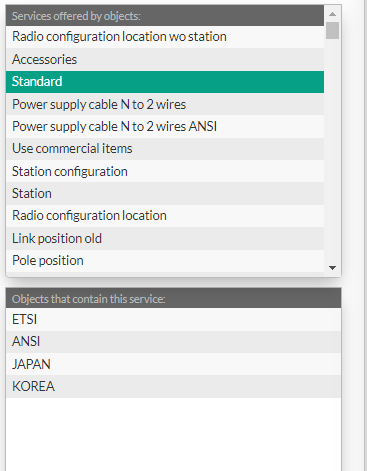 Services offered by objects:
Radio configuration location wo station
Accessories
Standard
Power supply cable N to 2 wires
Power supply cable N to 2 wires ANSI
Use commercial items
Station configuration
Station
Radio configuration location
Link position old
Pole position
Objects that contain this service:
ETSI
ANSI
JAPAN
KOREA